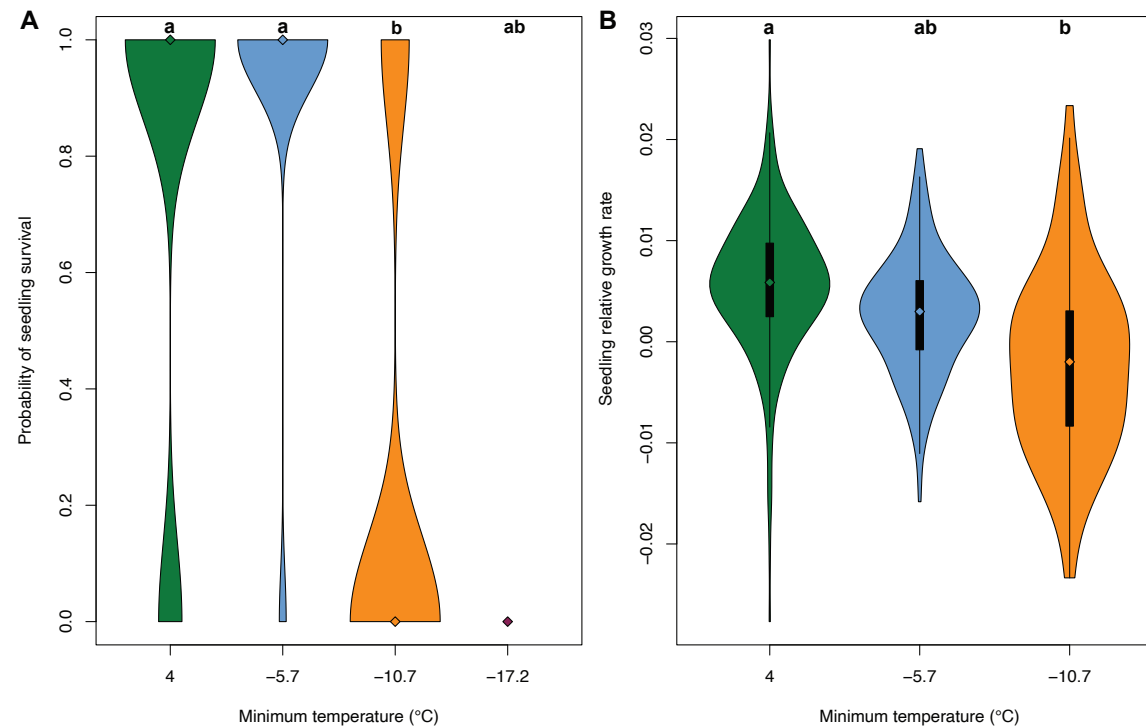 A
a a b ab
1.0
0.8
0.6
0.4
0.2
0.0
Probability of seedling survival
4 −5.7 −10.7 −17.2
Minimum temperature (°C)
B
a ab b
0.03
0.02
0.01
0.00
−0.01
−0.02
Seedling relative growth rate
4 −5.7 −10.7
Minimum temperature (°C)